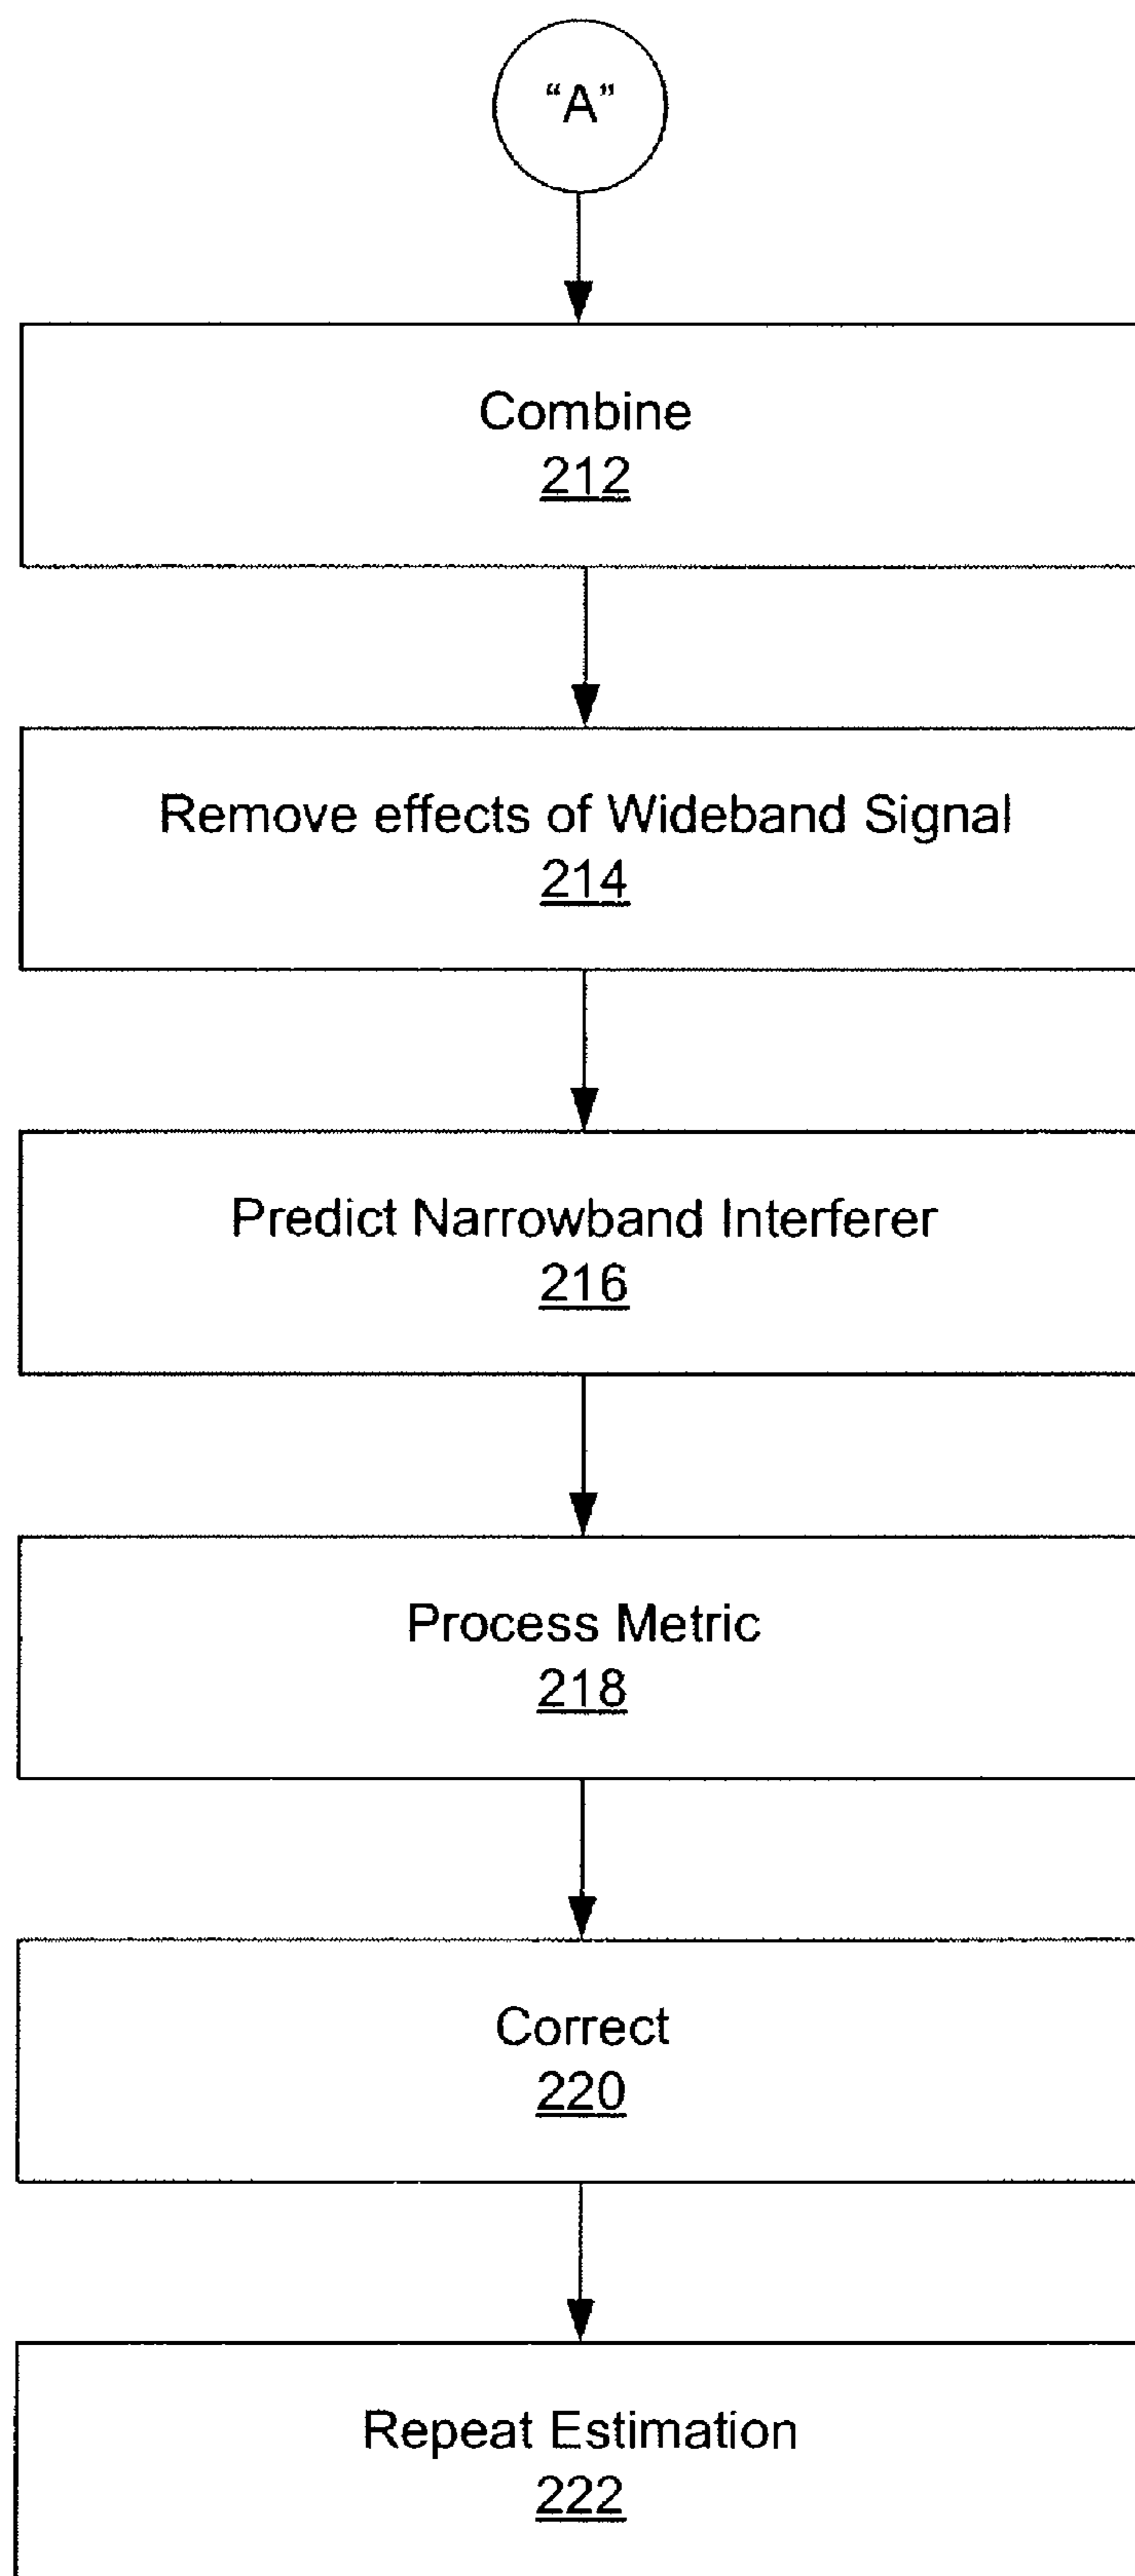 “A”
Combine
212
Remove effects of Wideband Signal
214
Predict Narrowband Interferer
216
Process Metric
218
Correct
220
Repeat Estimation
222